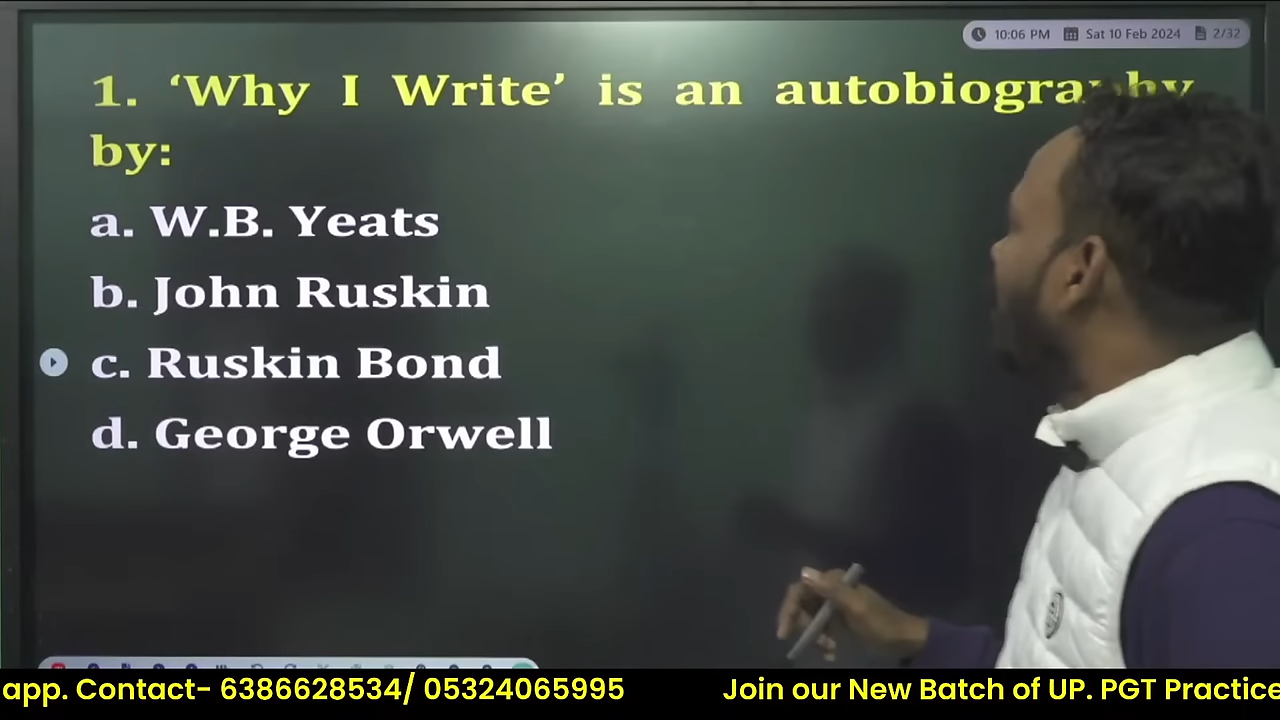 10:06 PM Sat 10 Feb 2024 2/32
1. ‘Why I Write’ is an autobiography
by:
a. W.B. Yeats
b. John Ruskin
c. Ruskin Bond
d. George Orwell
app. Contact- 6386628534/ 05324065995 Join our New Batch of UP. PGT Practice